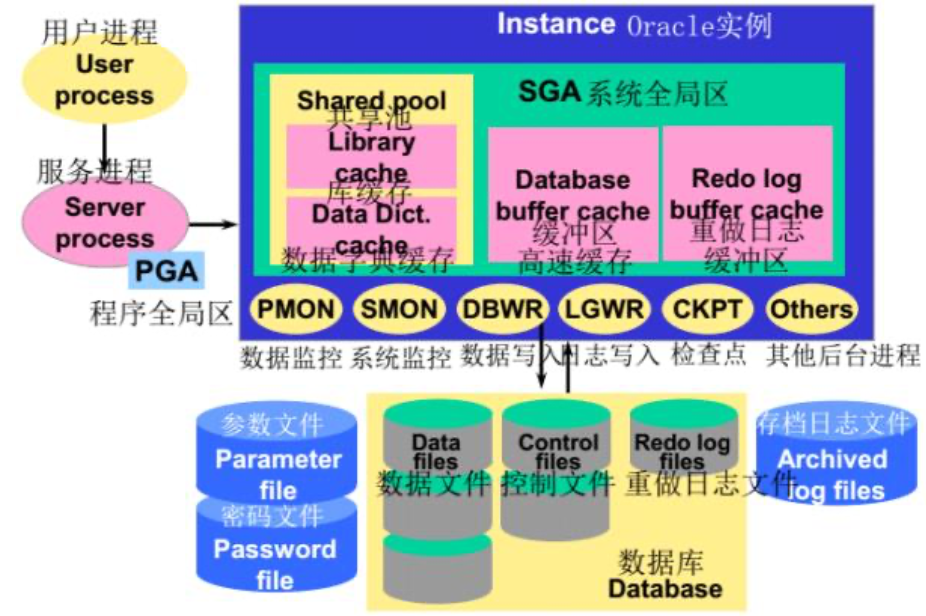 Instance Oracle实例
用户进程
User
process
服务进程
Server
process
PGA
程序全局区
SGA 系统全局区
Shared pool
共享池
Library
cache
库缓存
Data Dict.
cache
数据字典缓存
Database
buffer cache
缓冲区
高速缓存
Redo log
buffer cache
重做日志
缓冲区
PMON SMON DBWR LGWR CKPT Others
数据监控 系统监控 数据写入 日志写入 检查点 其他后台进程
参数文件
Parameter
file
密码文件
Password
file
Data
files
数据文件
Control
files
控制文件
Redo log
files
重做日志文件
数据库
Database
存档日志文件
Archived
log files